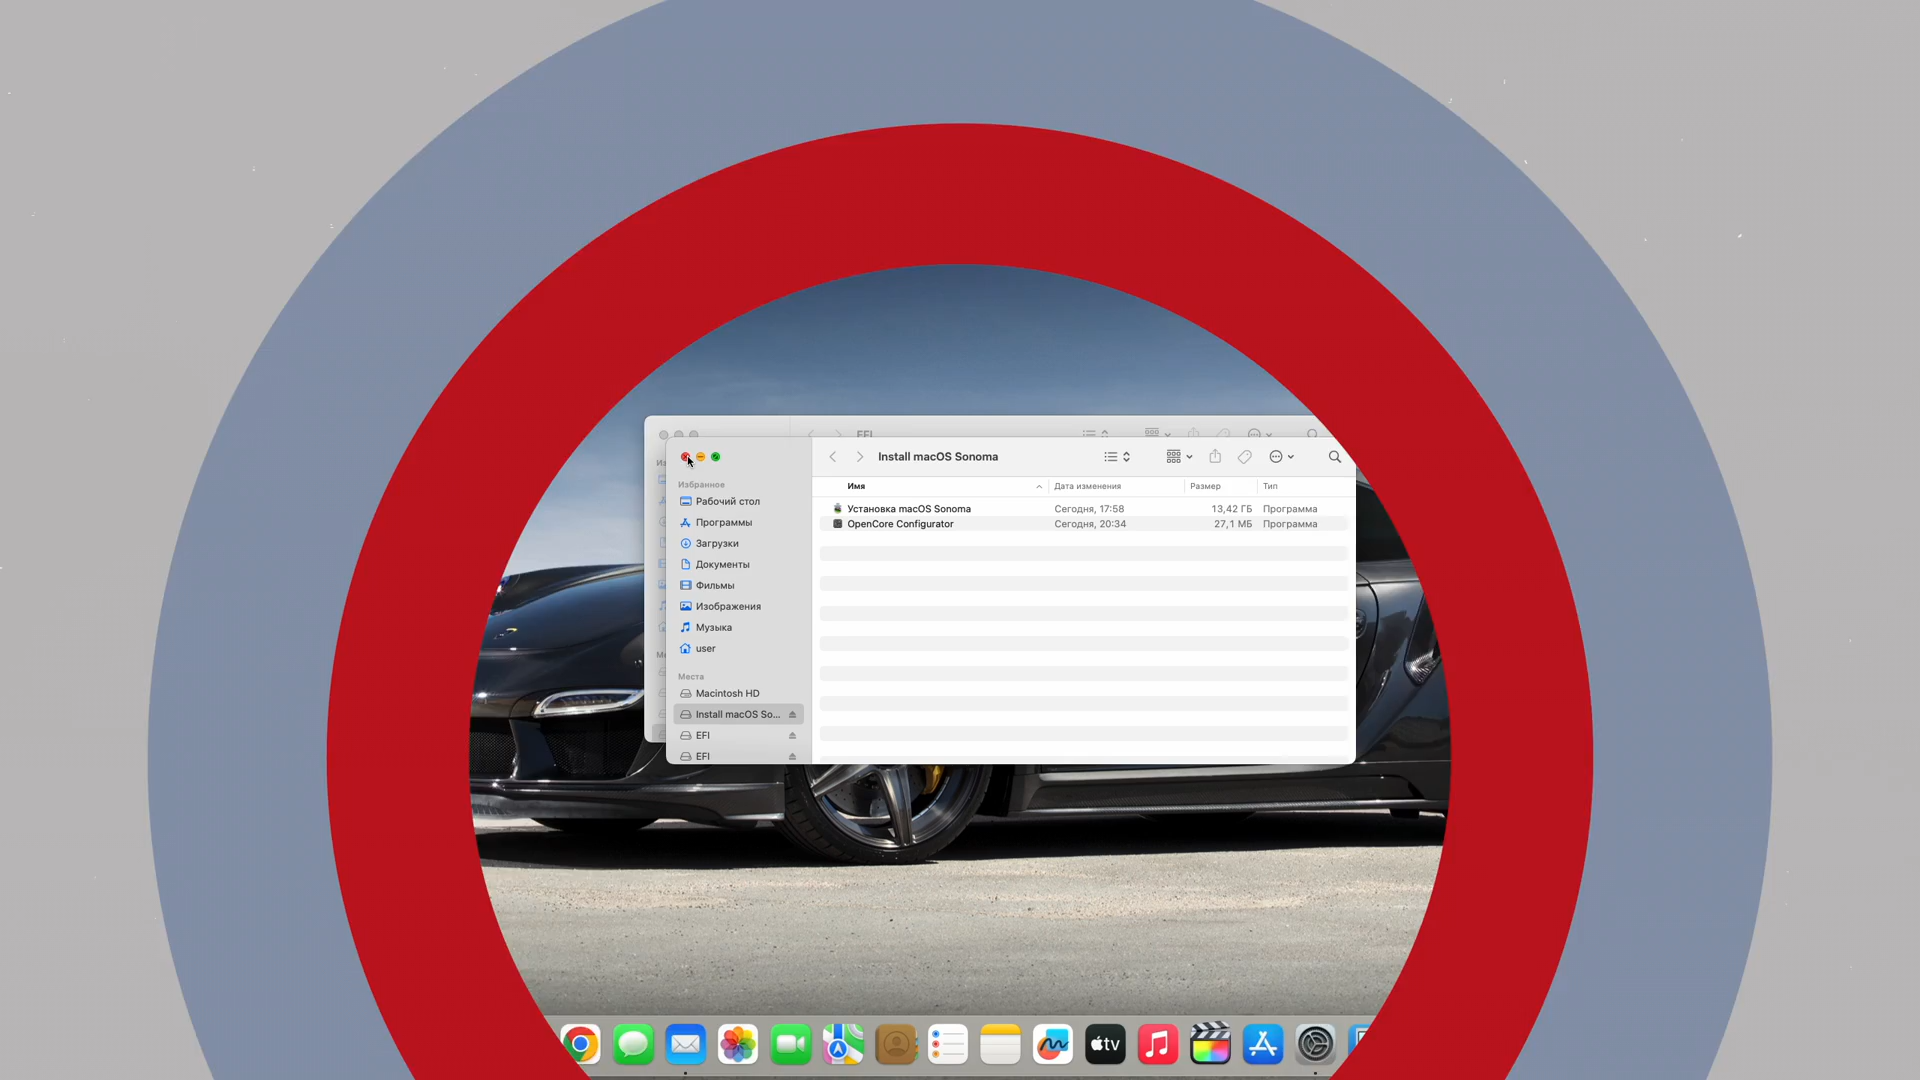 EFI
Install macOS Sonoma
Имя
Дата изменения
Размер
Тип
Избранное
Рабочий стол
Программы
Загрузки
Документы
Фильмы
Изображения
Музыка
user
Места
Macintosh HD
Install macOS So...
EFI
EFI
Установка macOS Sonoma
Сегодня, 17:58
13,42 ГБ
Программа
OpenCore Configurator
Сегодня, 20:34
27,1 МБ
Программа
tv